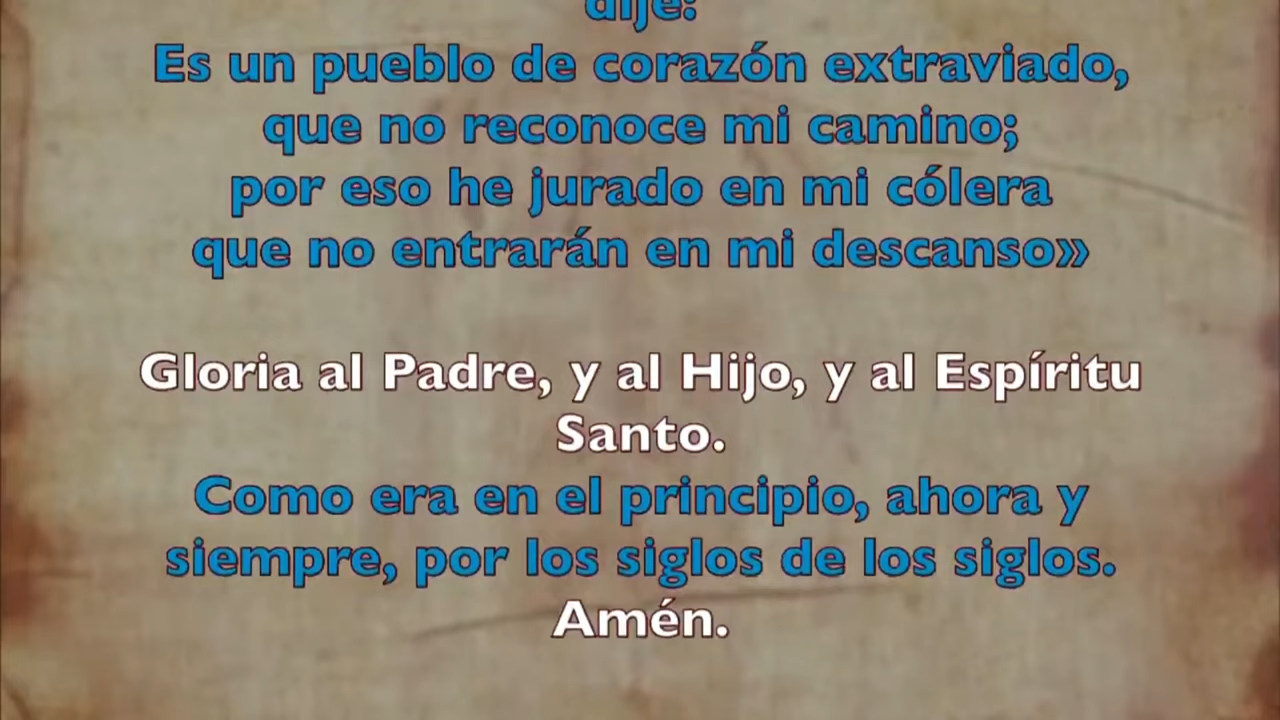 dije:
Es un pueblo de corazón extraviado,
que no reconoce mi camino;
por eso he jurado en mi cólera
que no entrarán en mi descanso»
Gloria al Padre, y al Hijo, y al Espíritu
Santo.
Como era en el principio, ahora y
siempre, por los siglos de los siglos.
Amén.